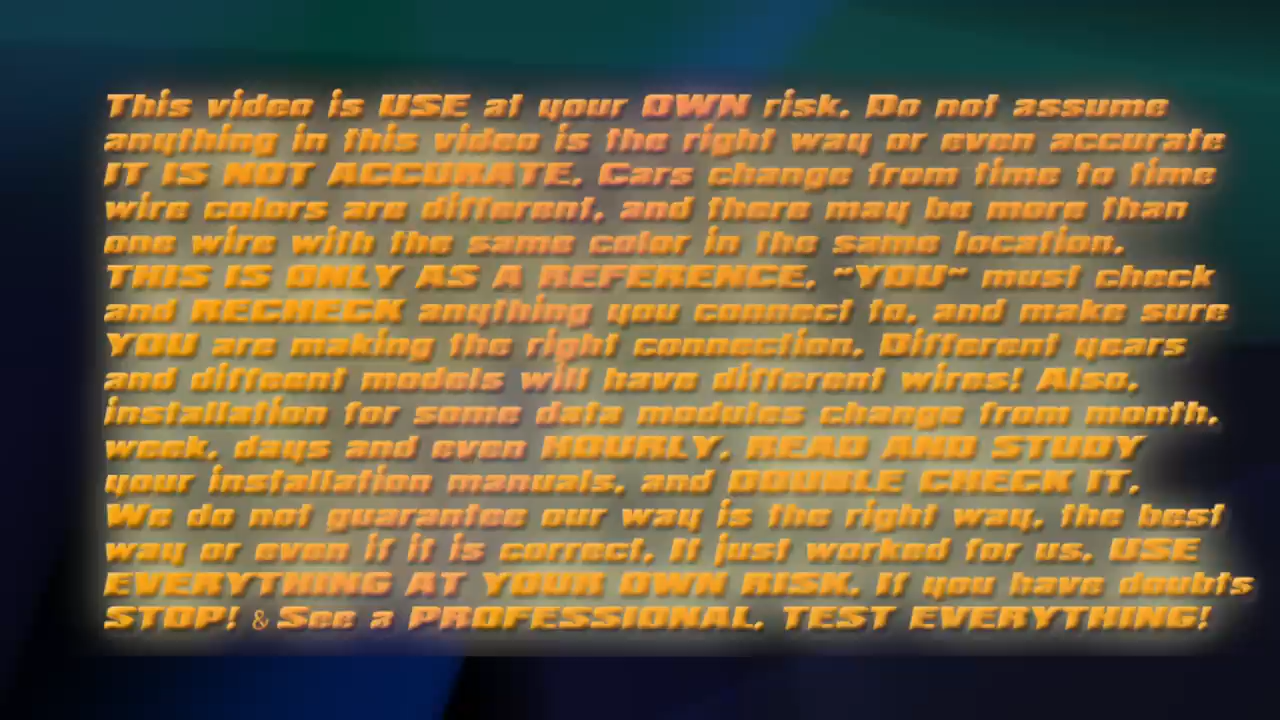 This video is USE at your OWN risk. Do not assume
anything in this video is the right way or even accurate
IT IS NOT ACCURATE. Cars change from time to time
wire colors are different, and there may be more than
one wire with the same color in the same location.
THIS IS ONLY AS A REFERENCE. "YOU" must check
and RECHECK anything you connect to, and make sure
YOU are making the right connection. Different years
and diffeent models will have different wires! Also,
installation for some data modules change from month,
week, days and even HOURLY. READ AND STUDY
your installation manuals, and DOUBLE CHECK IT.
We do not guarantee our way is the right way, the best
way or even if it is correct. It just worked for us. USE
EVERYTHING AT YOUR OWN RISK. If you have doubts
STOP! & See a PROFESSIONAL. TEST EVERYTHING!